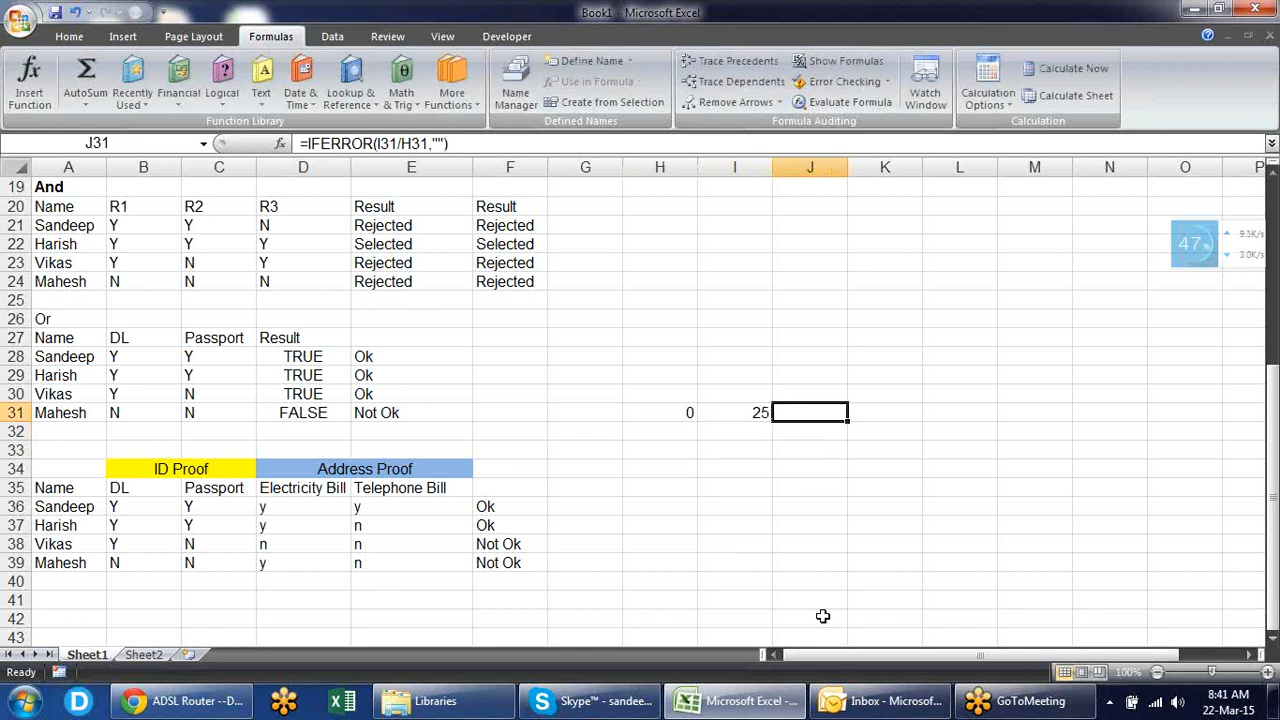 Book1 - Microsoft Excel
Home Insert Page Layout Formulas Data Review View Developer
Insert Function
AutoSum
Recently Used
Financial
Logical
Text
Date & Time
Lookup & Reference
Math & Trig
More Functions
Function Library
Name Manager
Define Name
Use in Formula
Create from Selection
Defined Names
Trace Precedents
Trace Dependents
Remove Arrows
Show Formulas
Error Checking
Evaluate Formula
Formula Auditing
Watch Window
Calculation Options
Calculate Now
Calculate Sheet
Calculation
J31 fx =IFERROR(I31/H31,"")
A B C D E F G H I J K L M N O P
19 And
20 Name R1 R2 R3 Result Result
21 Sandeep Y Y N Rejected Rejected
22 Harish Y Y Y Selected Selected
23 Vikas Y N Y Rejected Rejected
24 Mahesh N N N Rejected Rejected
25
26 Or
27 Name DL Passport Result
28 Sandeep Y Y TRUE Ok
29 Harish Y Y TRUE Ok
30 Vikas Y N TRUE Ok
31 Mahesh N N FALSE Not Ok 0 25
32
33
34 ID Proof Address Proof
35 Name DL Passport Electricity Bill Telephone Bill
36 Sandeep Y Y y y Ok
37 Harish Y Y y n Ok
38 Vikas Y N n n Not Ok
39 Mahesh N N y n Not Ok
40
41
42
43
47%
9.3K/s
3.0K/s
Sheet1 Sheet2
Ready 100%
D ADSL Router --D... Libraries Skype™ - sandee... Microsoft Excel -... Inbox - Microsof... GoToMeeting
8:41 AM
22-Mar-15